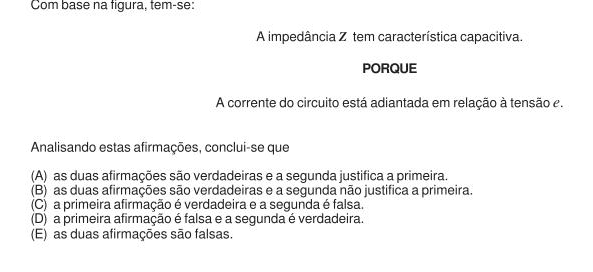 Com base na figura, tem-se:
A impedância Z tem característica capacitiva.
PORQUE
A corrente do circuito está adiantada em relação à tensão e.
Analisando estas afirmações, conclui-se que
(A) as duas afirmações são verdadeiras e a segunda justifica a primeira.
(B) as duas afirmações são verdadeiras e a segunda não justifica a primeira.
(C) a primeira afirmação é verdadeira e a segunda é falsa.
(D) a primeira afirmação é falsa e a segunda é verdadeira.
(E) as duas afirmações são falsas.